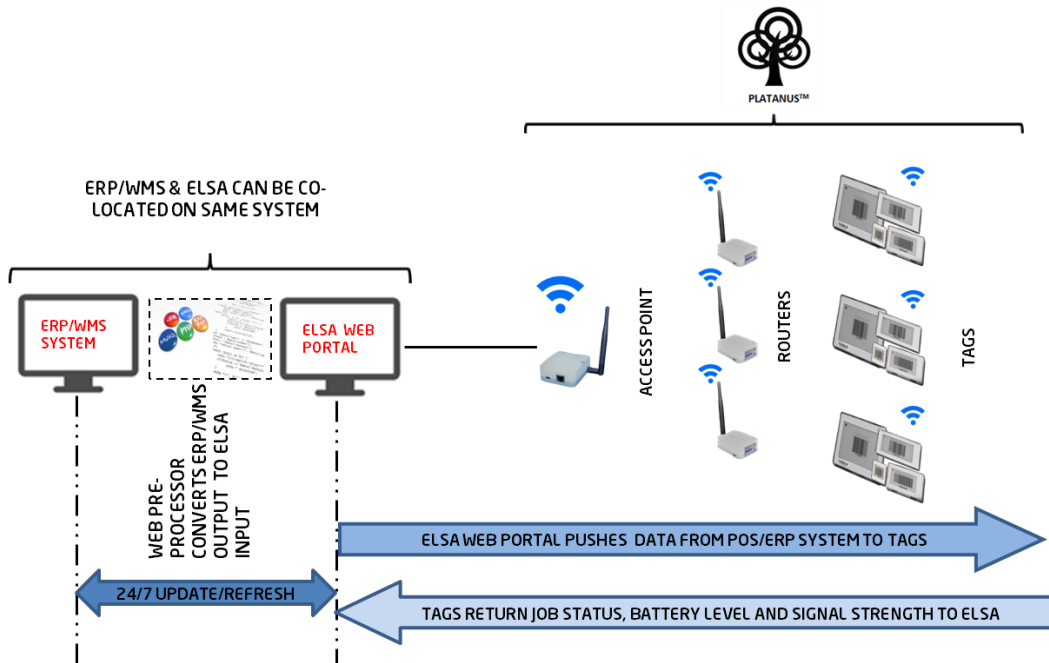 PLATANUS™
ERP/WMS & ELSA CAN BE CO-
LOCATED ON SAME SYSTEM
ERP/WMS
SYSTEM
ELSA WEB
PORTAL
ACCESS POINT
ROUTERS
TAGS
WEB PRE-
PROCESSOR
CONVERTS ERP/WMS
OUTPUT TO ELSA
INPUT
ELSA WEB PORTAL PUSHES DATA FROM POS/ERP SYSTEM TO TAGS
24/7 UPDATE/REFRESH
TAGS RETURN JOB STATUS, BATTERY LEVEL AND SIGNAL STRENGTH TO ELSA